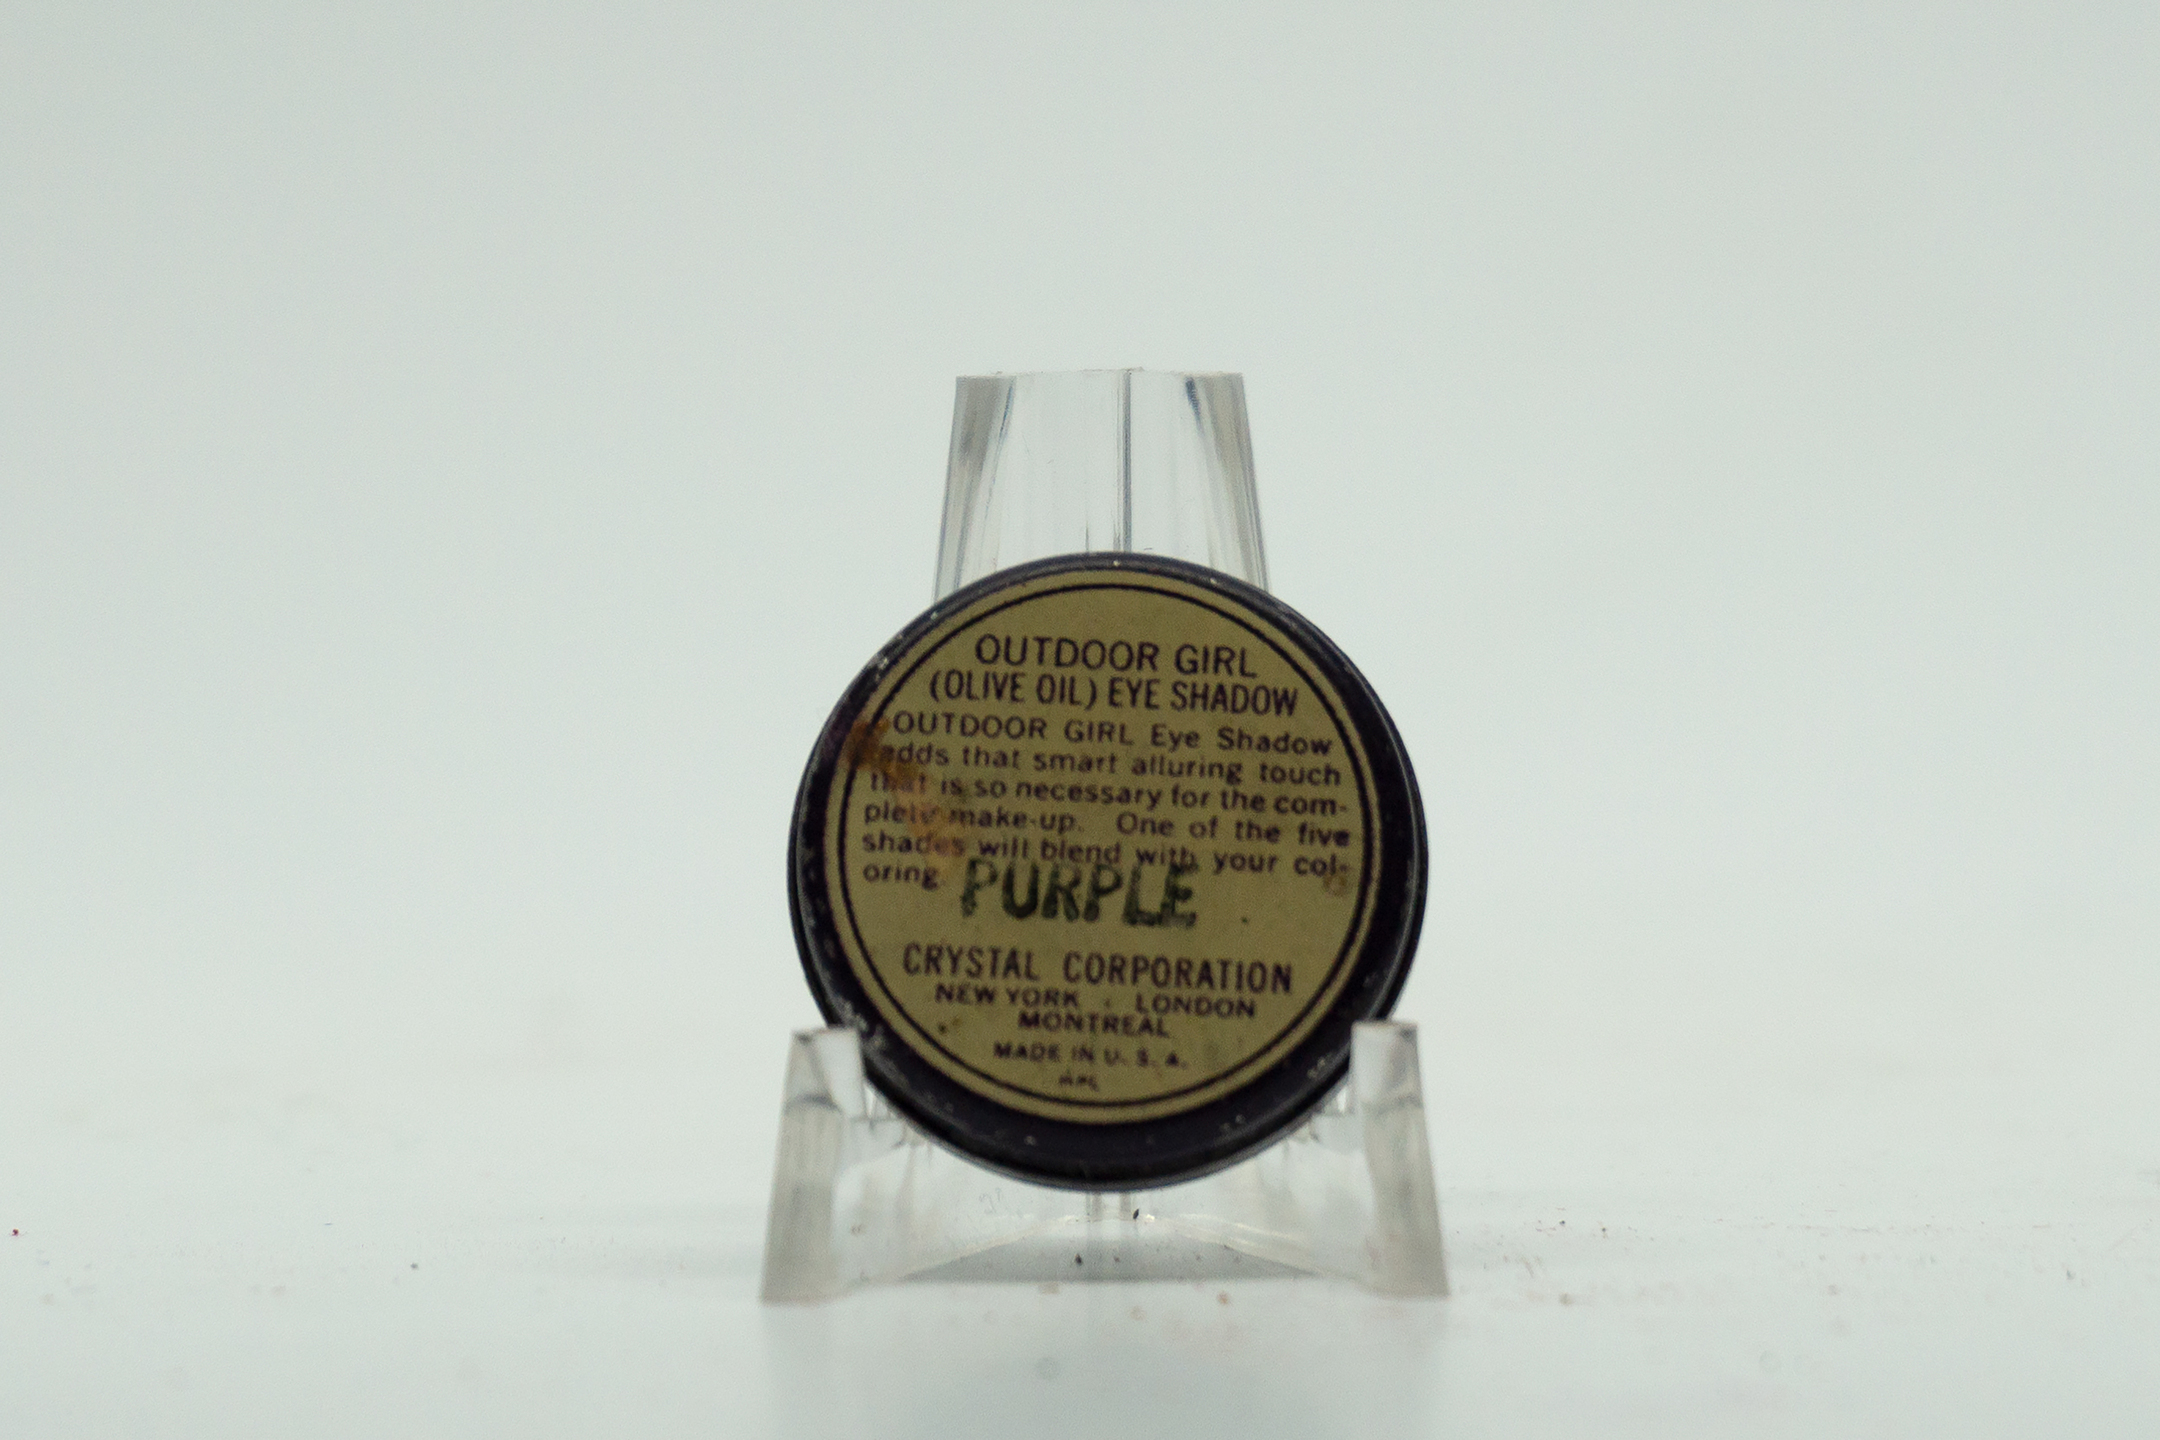 OUTDOOR GIRL
(OLIVE OIL) EYE SHADOW
OUTDOOR GIRL Eye Shadow
adds that smart alluring touch
that is so necessary for the com-
plete make-up. One of the five
shades will blend with your col-
oring.
PURPLE
CRYSTAL CORPORATION
NEW YORK · LONDON
MONTREAL
MADE IN U. S. A.